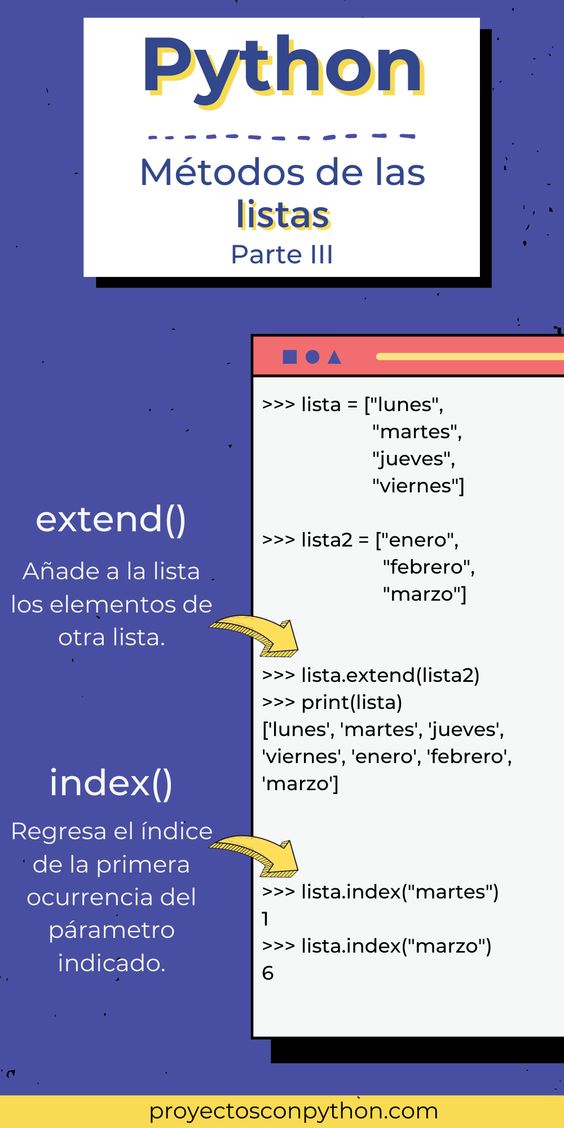 Python
Métodos de las
listas
Parte III
extend()
Añade a la lista
los elementos de
otra lista.
index()
Regresa el índice
de la primera
ocurrencia del
párametro
indicado.
>>> lista = ["lunes",
"martes",
"jueves",
"viernes"]
>>> lista2 = ["enero",
"febrero",
"marzo"]
>>> lista.extend(lista2)
>>> print(lista)
['lunes', 'martes', 'jueves',
'viernes', 'enero', 'febrero',
'marzo']
>>> lista.index("martes")
1
>>> lista.index("marzo")
6
proyectosconpython.com